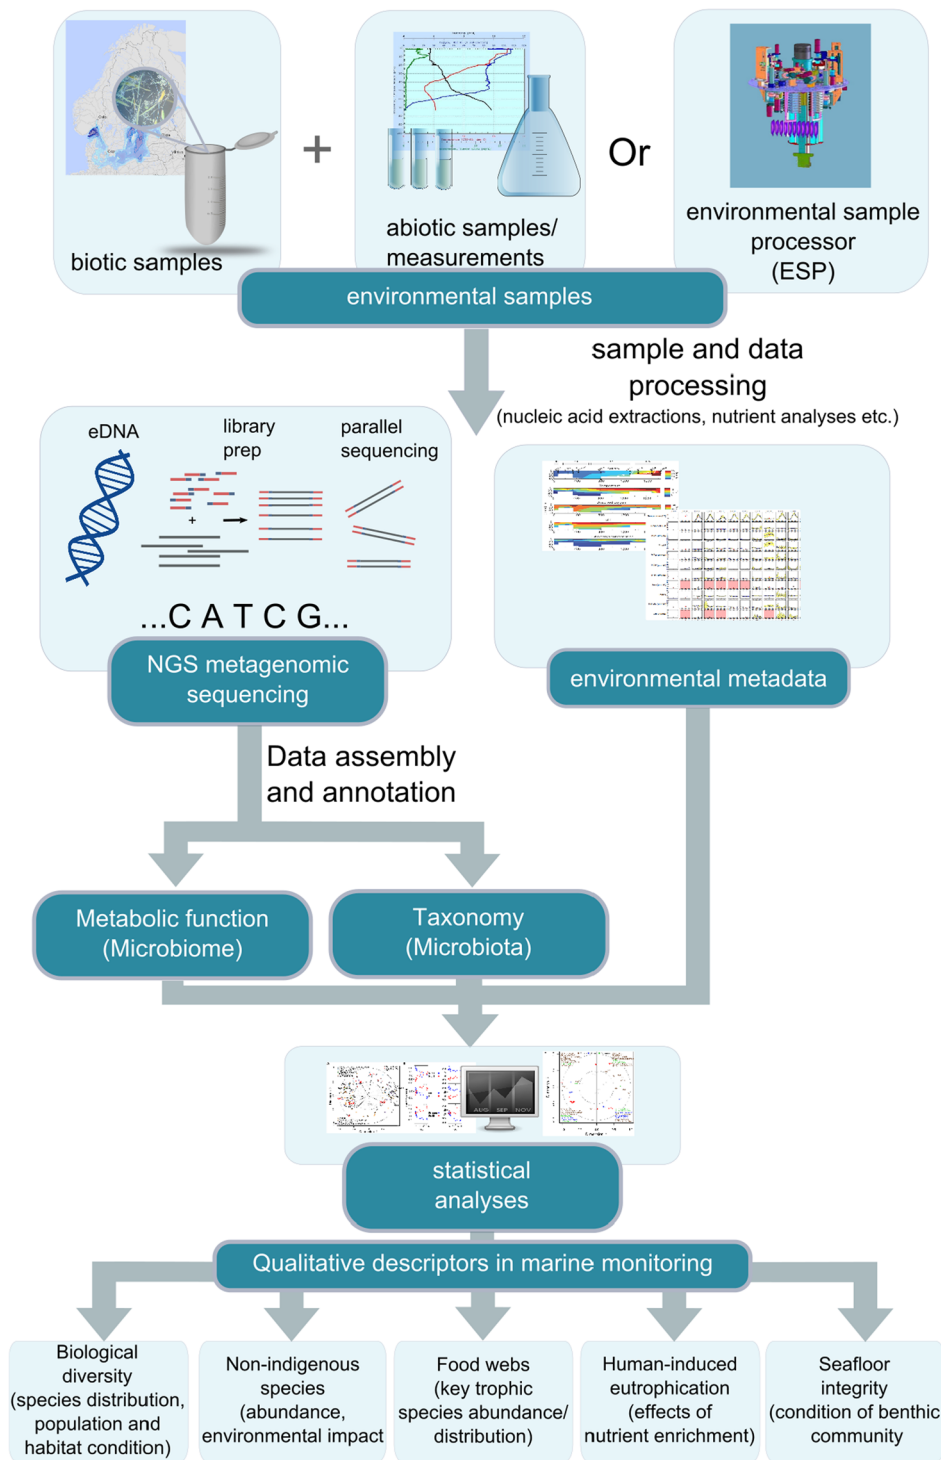 biotic samples
+
abiotic samples/
measurements
Or
environmental sample
processor
(ESP)
environmental samples
sample and data
processing
(nucleic acid extractions, nutrient analyses etc.)
eDNA
library
prep
parallel
sequencing
+
...C A T C G...
NGS metagenomic
sequencing
environmental metadata
Data assembly
and annotation
Metabolic function
(Microbiome)
Taxonomy
(Microbiota)
AUG SEP NOV
statistical
analyses
Qualitative descriptors in marine monitoring
Biological
diversity
(species distribution,
population and
habitat condition)
Non-indigenous
species
(abundance,
environmental impact
Food webs
(key trophic
species abundance/
distribution)
Human-induced
eutrophication
(effects of
nutrient enrichment)
Seafloor
integrity
(condition of benthic
community